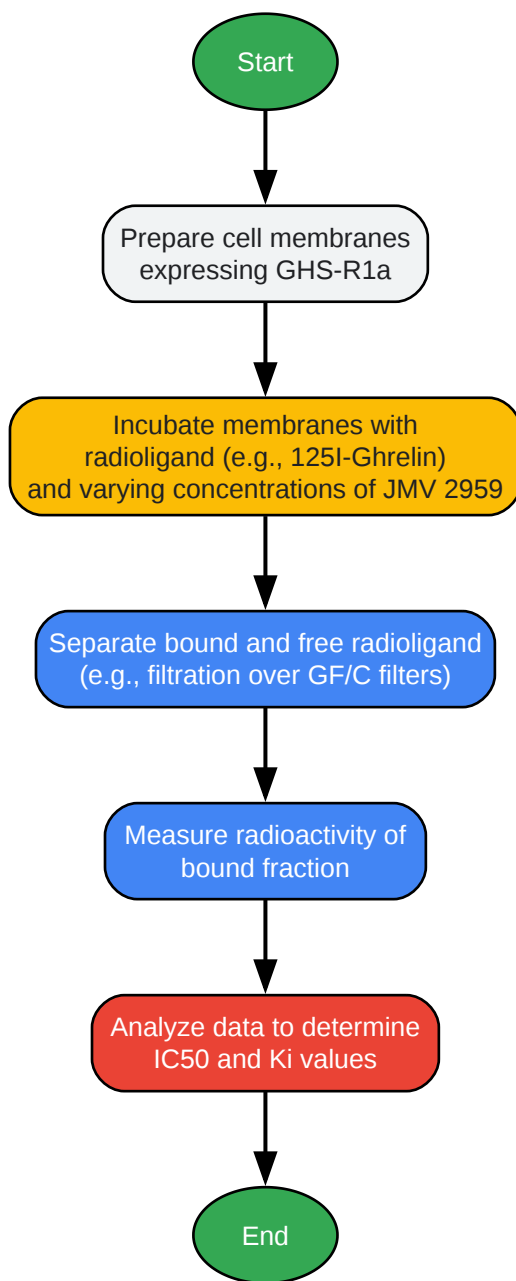 Start
Prepare cell membranes
expressing GHS-R1a
Incubate membranes with
radioligand (e.g., 125I-Ghrelin)
and varying concentrations of JMV 2959
Separate bound and free radioligand
(e.g., filtration over GF/C filters)
Measure radioactivity of
bound fraction
Analyze data to determine
IC50 and Ki values
End